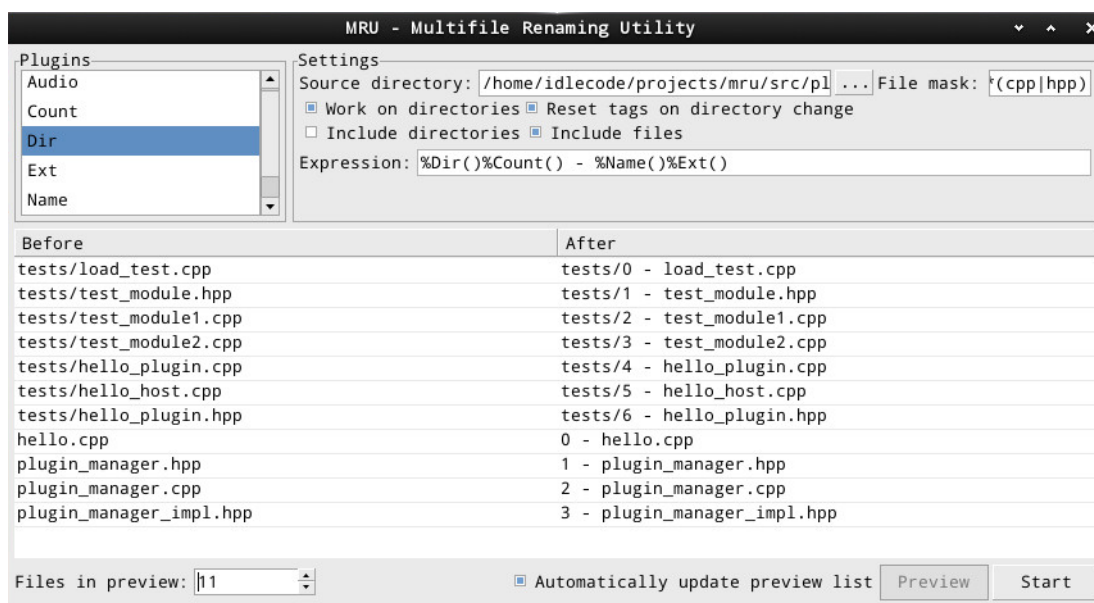 MRU - Multifile Renaming Utility
Plugins
Audio
Count
Dir
Ext
Name
Settings
Source directory: /home/idlecode/projects/mru/src/pl ... File mask: *(cpp|hpp)
Work on directories Reset tags on directory change
Include directories Include files
Expression: %Dir()%Count() - %Name()%Ext()
Before After
tests/load_test.cpp tests/0 - load_test.cpp
tests/test_module.hpp tests/1 - test_module.hpp
tests/test_module1.cpp tests/2 - test_module1.cpp
tests/test_module2.cpp tests/3 - test_module2.cpp
tests/hello_plugin.cpp tests/4 - hello_plugin.cpp
tests/hello_host.cpp tests/5 - hello_host.cpp
tests/hello_plugin.hpp tests/6 - hello_plugin.hpp
hello.cpp 0 - hello.cpp
plugin_manager.hpp 1 - plugin_manager.hpp
plugin_manager.cpp 2 - plugin_manager.cpp
plugin_manager_impl.hpp 3 - plugin_manager_impl.hpp
Files in preview: 11 Automatically update preview list Preview Start